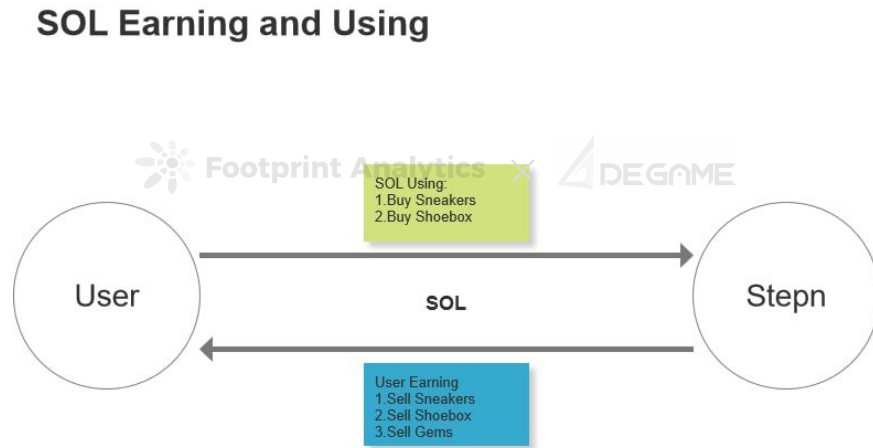 SOL Earning and Using
Footprint Analytics
DEGAME
SOL Using:
1.Buy Sneakers
2.Buy Shoebox
User
SOL
Stepn
User Earning
1.Sell Sneakers
2.Sell Shoebox
3.Sell Gems